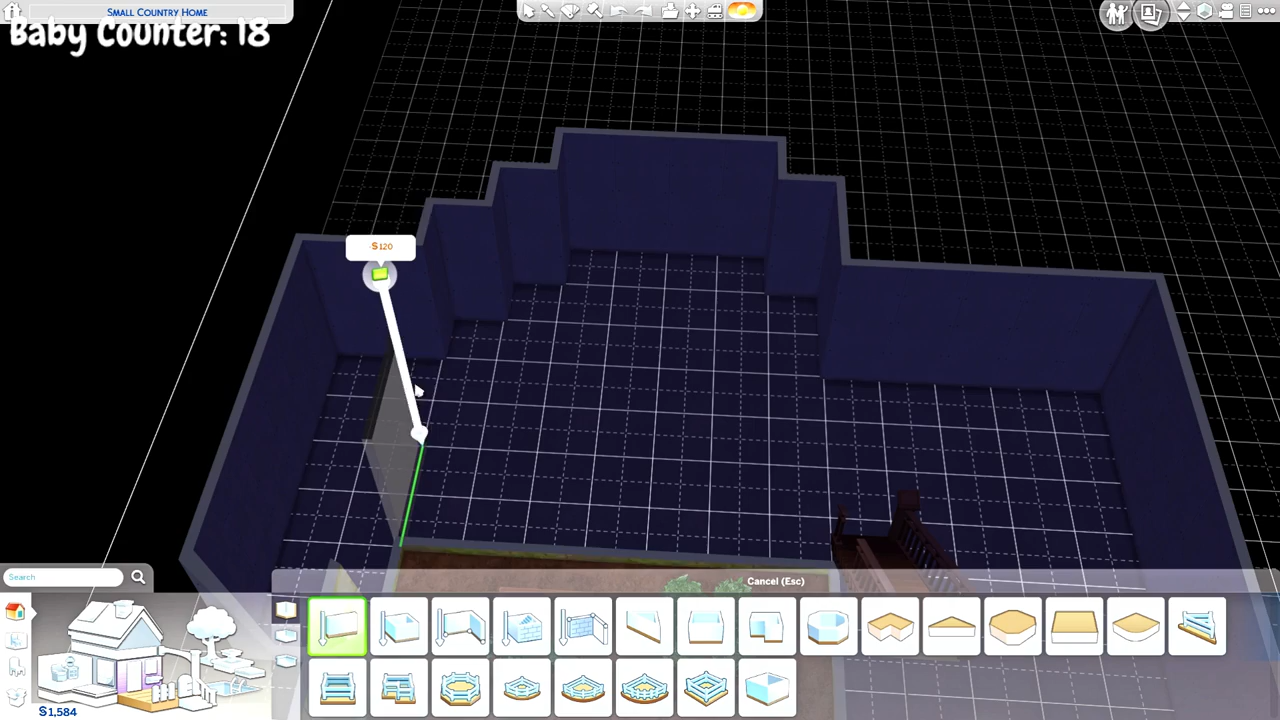 SMALL COUNTRY HOME
Baby Counter: 18
-$120
Cancel (Esc)
Search
$1,584